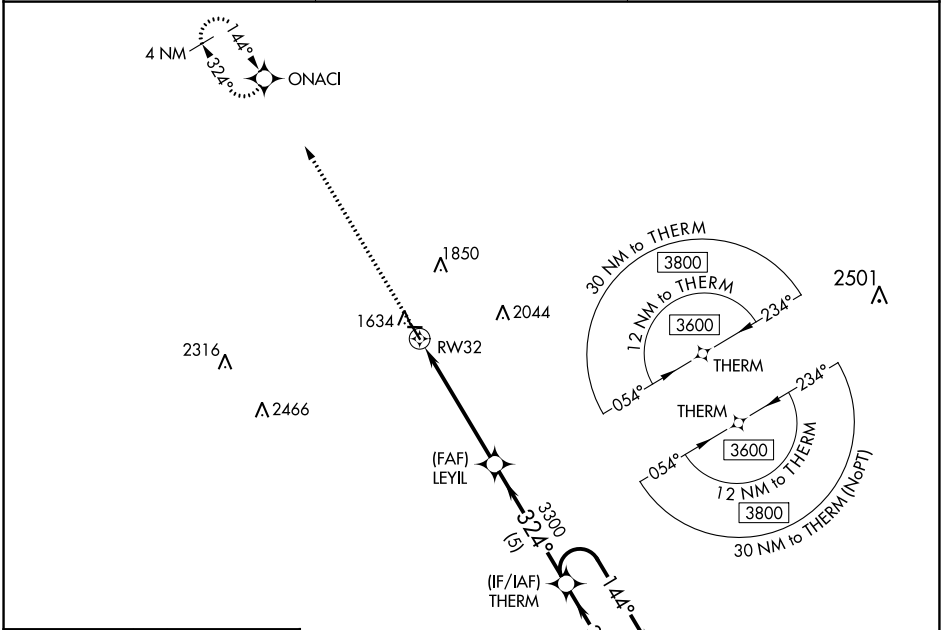 4 NM
144°
324°
ONACI
1850
2044
1634
RW32
2316
2466
2501
30 NM to THERM
3800
12 NM to THERM
3600
234°
054°
THERM
THERM
234°
054°
3600
12 NM to THERM
3800
30 NM to THERM (NoPT)
(FAF)
LEYIL
3300
324°
(5)
(IF/IAF)
THERM
144°